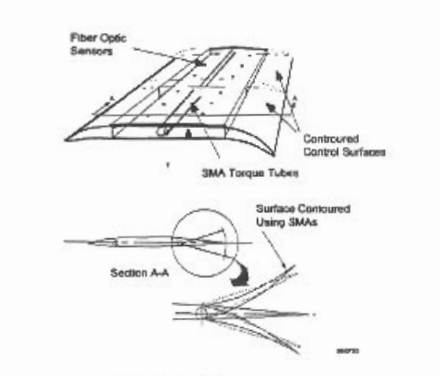 Fiber Optic
Sensors
Contoured
Control Surfaces
SMA Torque Tubes
Surface Contoured
Using SMAs
Section A-A